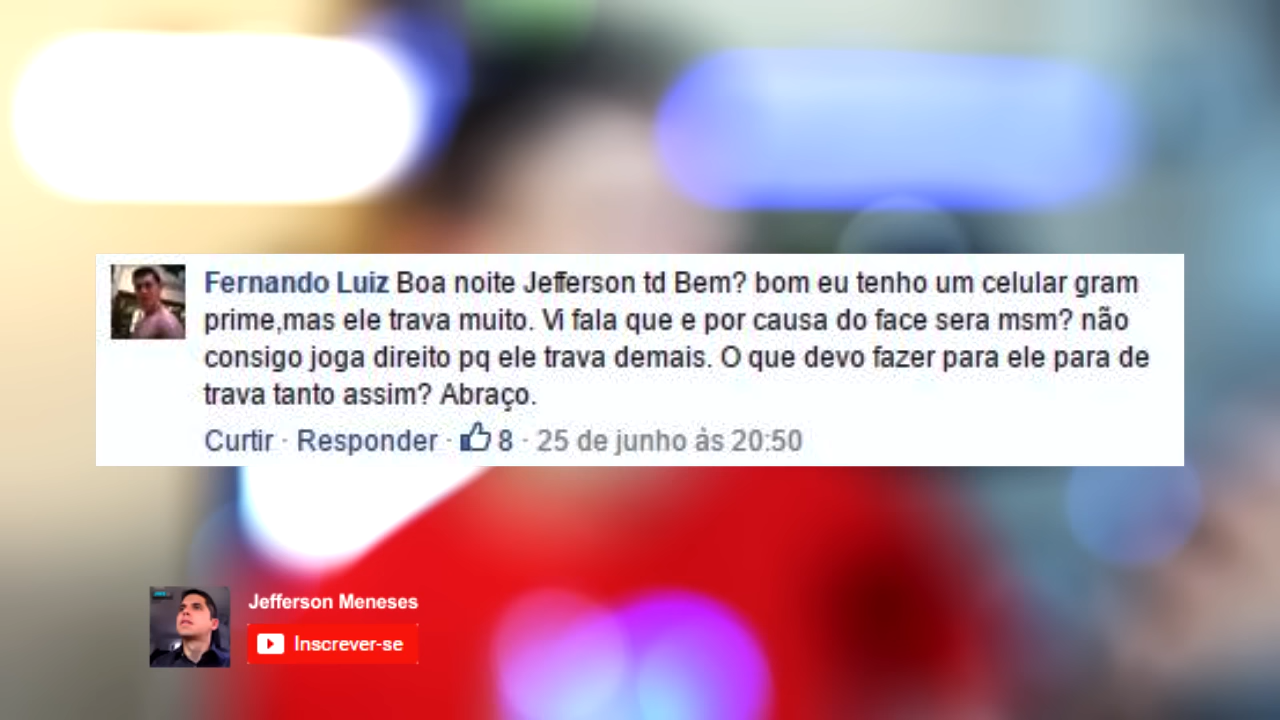 Fernando Luiz Boa noite Jefferson td Bem? bom eu tenho um celular gram
prime,mas ele trava muito. Vi fala que e por causa do face sera msm? não
consigo joga direito pq ele trava demais. O que devo fazer para ele para de
trava tanto assim? Abraço.
Curtir · Responder · 8 · 25 de junho às 20:50
Jefferson Meneses
Inscrever-se